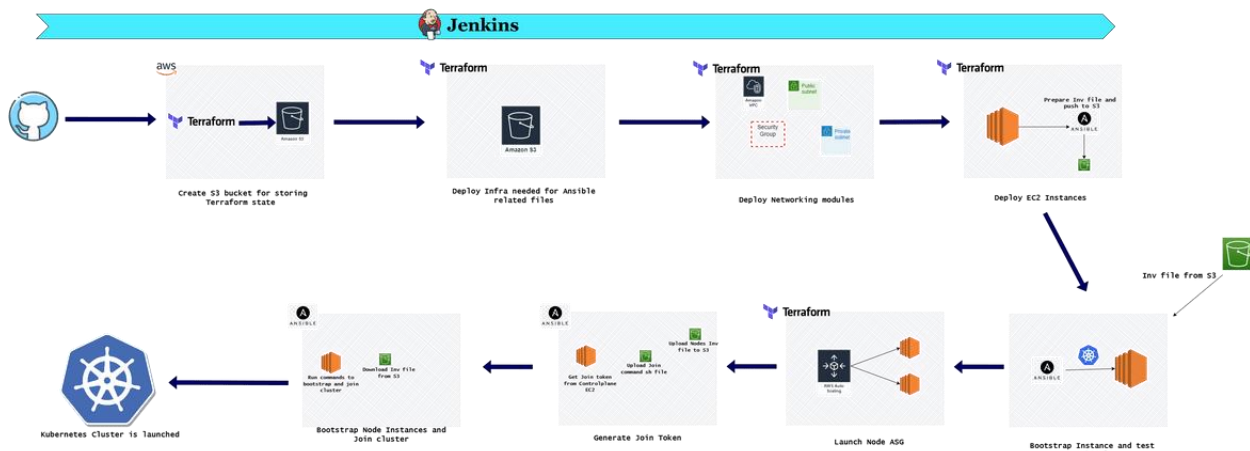 Jenkins
aws
Terraform
Amazon S3
Create S3 bucket for storing
Terraform state
Terraform
Amazon S3
Deploy Infra needed for Ansible
related files
Terraform
Amazon
VPC
Public
subnet
Security
Group
Private
subnet
Deploy Networking modules
Terraform
Prepare Inv file and
push to S3
ANSIBLE
Deploy EC2 Instances
Inv file from S3
ANSIBLE
Bootstrap Instance and test
Terraform
AWS Auto
Scaling
Launch Node ASG
ANSIBLE
Upload Nodes Inv
file to S3
Upload Join
command sh file
Get Join token
from Controlplane
EC2
Generate Join Token
ANSIBLE
Download Inv file
from S3
Run commands to
bootstrap and join
cluster
Bootstrap Node Instances and
Join cluster
Kubernetes Cluster is launched